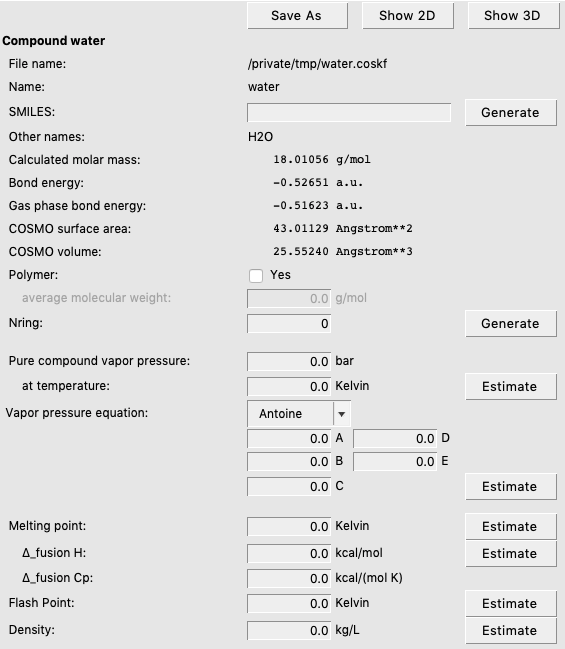 Save As Show 2D Show 3D
Compound water
File name: /private/tmp/water.coskf
Name: water
SMILES: Generate
Other names: H2O
Calculated molar mass: 18.01056 g/mol
Bond energy: -0.52651 a.u.
Gas phase bond energy: -0.51623 a.u.
COSMO surface area: 43.01129 Angstrom**2
COSMO volume: 25.55240 Angstrom**3
Polymer: Yes
average molecular weight: 0.0 g/mol
Nring: 0 Generate
Pure compound vapor pressure: 0.0 bar
at temperature: 0.0 Kelvin Estimate
Vapor pressure equation: Antoine
0.0 A 0.0 D
0.0 B 0.0 E
0.0 C Estimate
Melting point: 0.0 Kelvin Estimate
Δ_fusion H: 0.0 kcal/mol Estimate
Δ_fusion Cp: 0.0 kcal/(mol K)
Flash Point: 0.0 Kelvin Estimate
Density: 0.0 kg/L Estimate